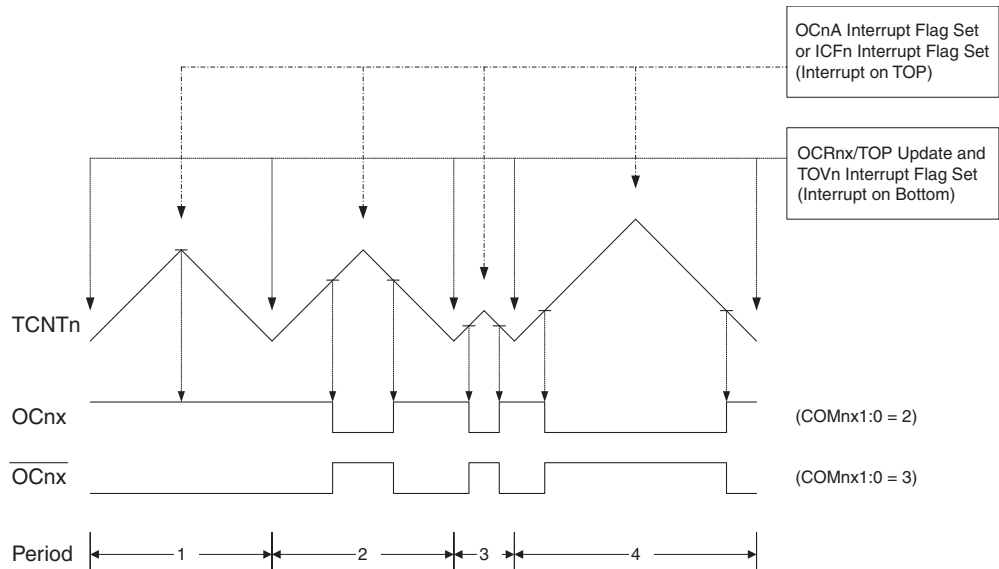 OCnA Interrupt Flag Set
or ICFn Interrupt Flag Set
(Interrupt on TOP)
OCRnx/TOP Update and
TOVn Interrupt Flag Set
(Interrupt on Bottom)
TCNTn
OCnx
(COMnx1:0 = 2)
OCnx
(COMnx1:0 = 3)
Period
1
2
3
4